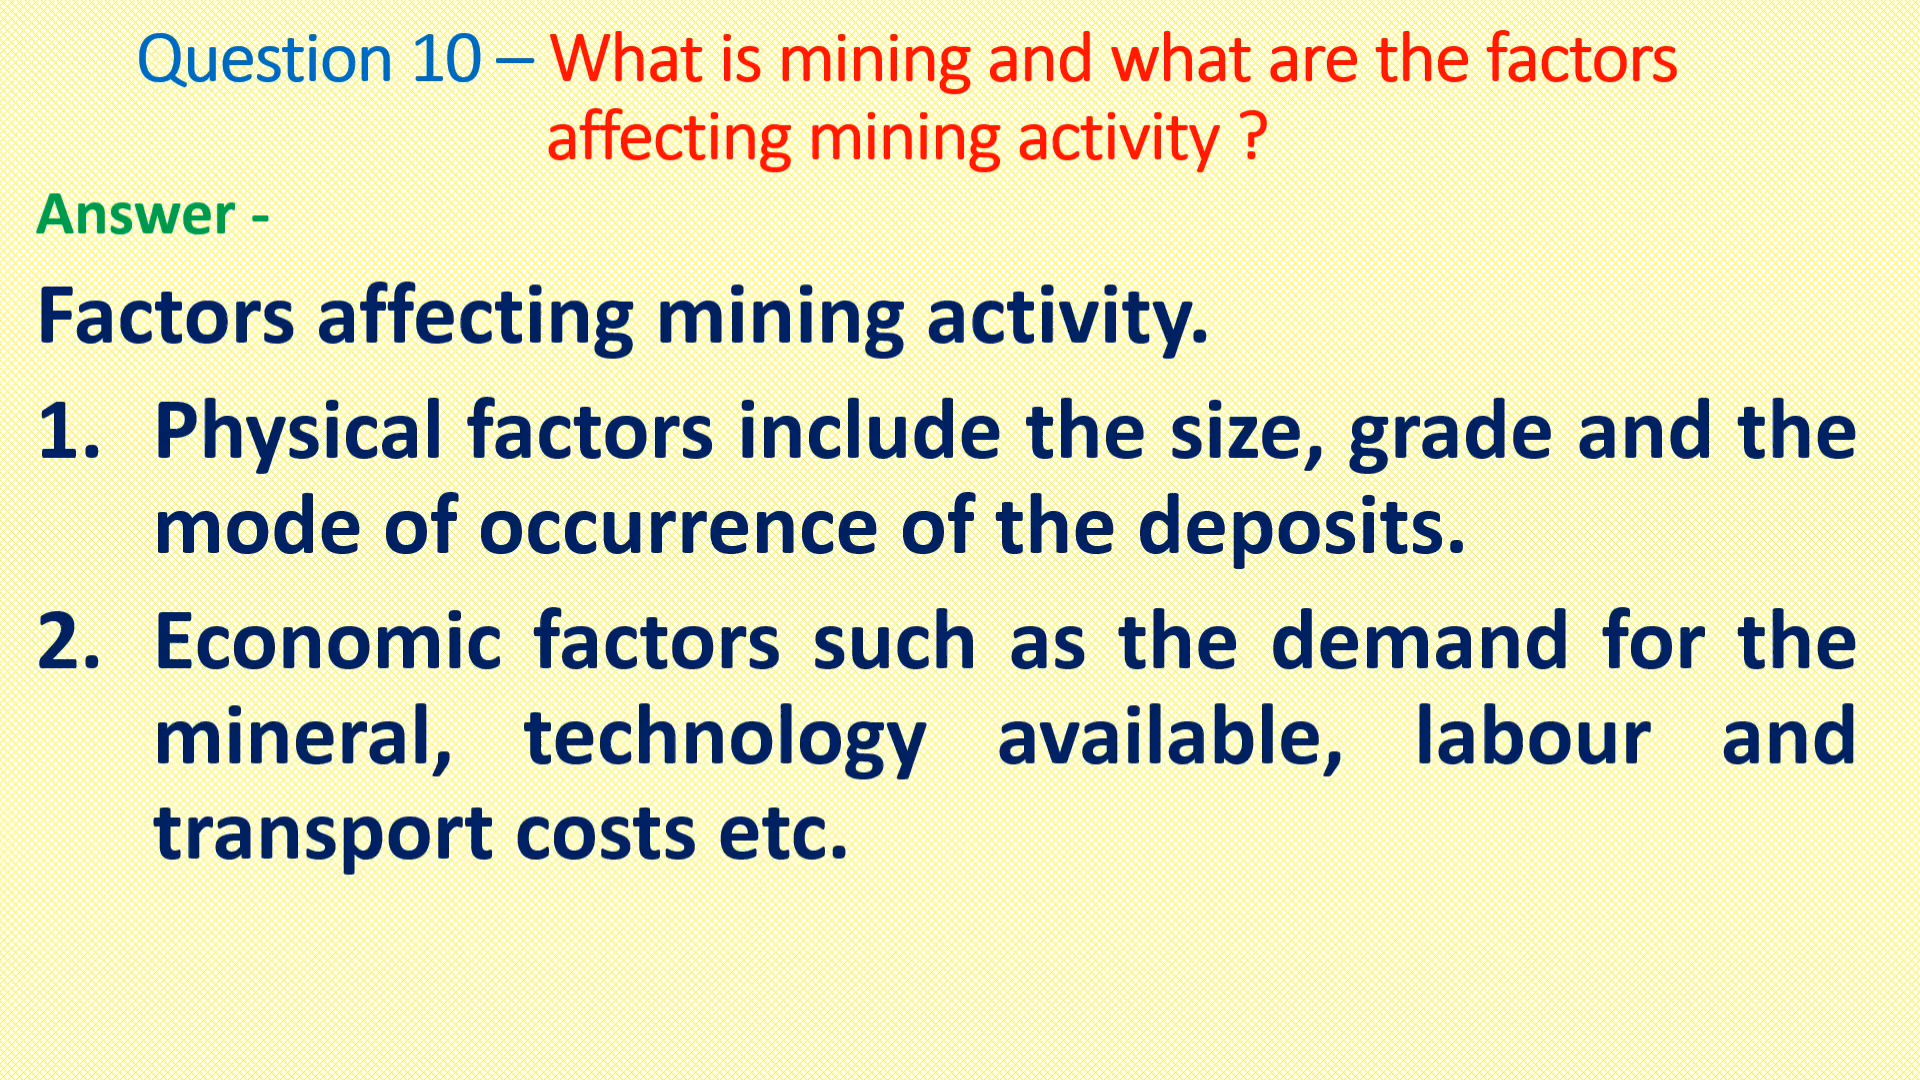 Question 10 – What is mining and what are the factors
affecting mining activity ?
Answer -
Factors affecting mining activity.
1. Physical factors include the size, grade and the
mode of occurrence of the deposits.
2. Economic factors such as the demand for the
mineral, technology available, labour and
transport costs etc.